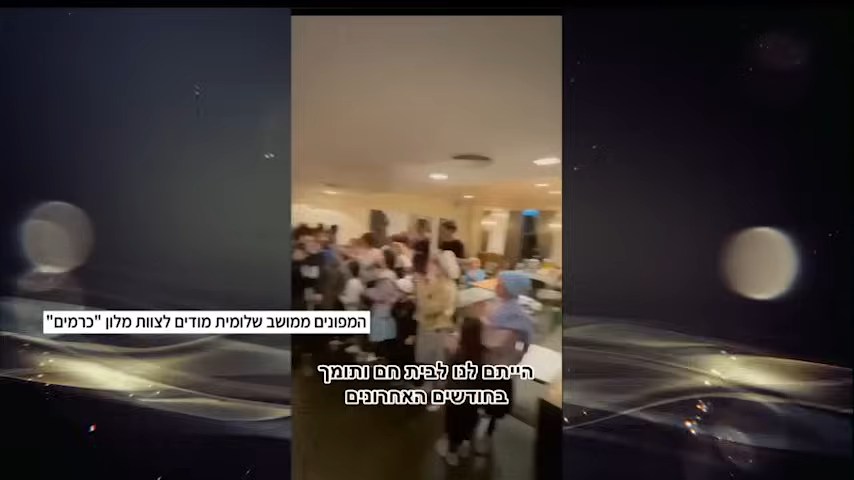 המפונים ממושב שלומית מודים לצוות מלון "כרמים"
הייתם לנו לבית חם ותומך
בחודשים האחרונים